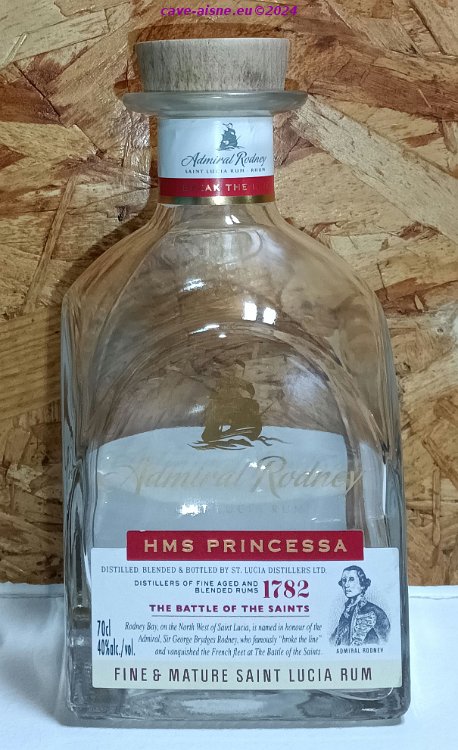 cave-aisne.eu©2024
Admiral Rodney
SAINT LUCIA RUM
BREAK THE
Admiral Rodney
LUCIA RUM
HMS PRINCESSA
DISTILLED, BLENDED & BOTTLED BY ST. LUCIA DISTILLERS LTD.
DISTILLERS OF FINE AGED AND
BLENDED RUMS 1782
THE BATTLE OF THE SAINTS
70cl
40%alc./vol.
Rodney Bay, on the North West of Saint Lucia, is named in honour of the
Admiral, Sir George Brydges Rodney, who famously "broke the line"
and vanquished the French fleet at The Battle of the Saints.
ADMIRAL RODNEY
FINE & MATURE SAINT LUCIA RUM